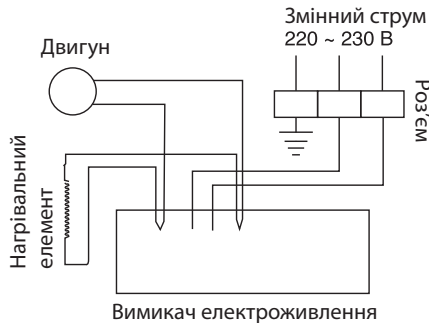 Змінний струм
220 ~ 230 В
Двигун
Роз’єм
Нагрівальний
елемент
Вимикач електроживлення